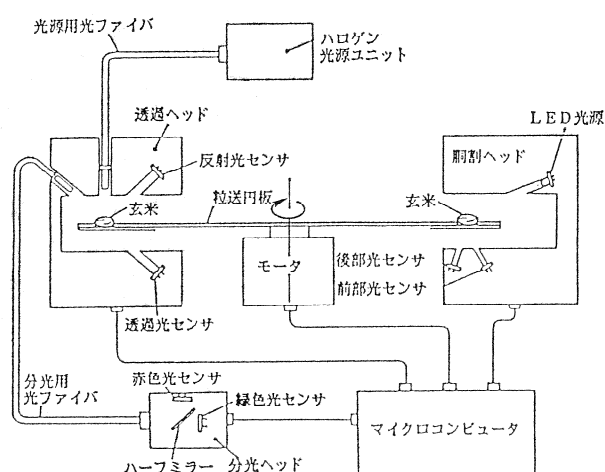 光源用光ファイバ
ハロゲン
光源ユニット
透過ヘッド
LED光源
反射光センサ
胴割ヘッド
玄米
粒送円板
玄米
モータ
後部光センサ
前部光センサ
透過光センサ
分光用
光ファイバ
赤色光センサ
緑色光センサ
マイクロコンピュータ
ハーフミラー
分光ヘッド